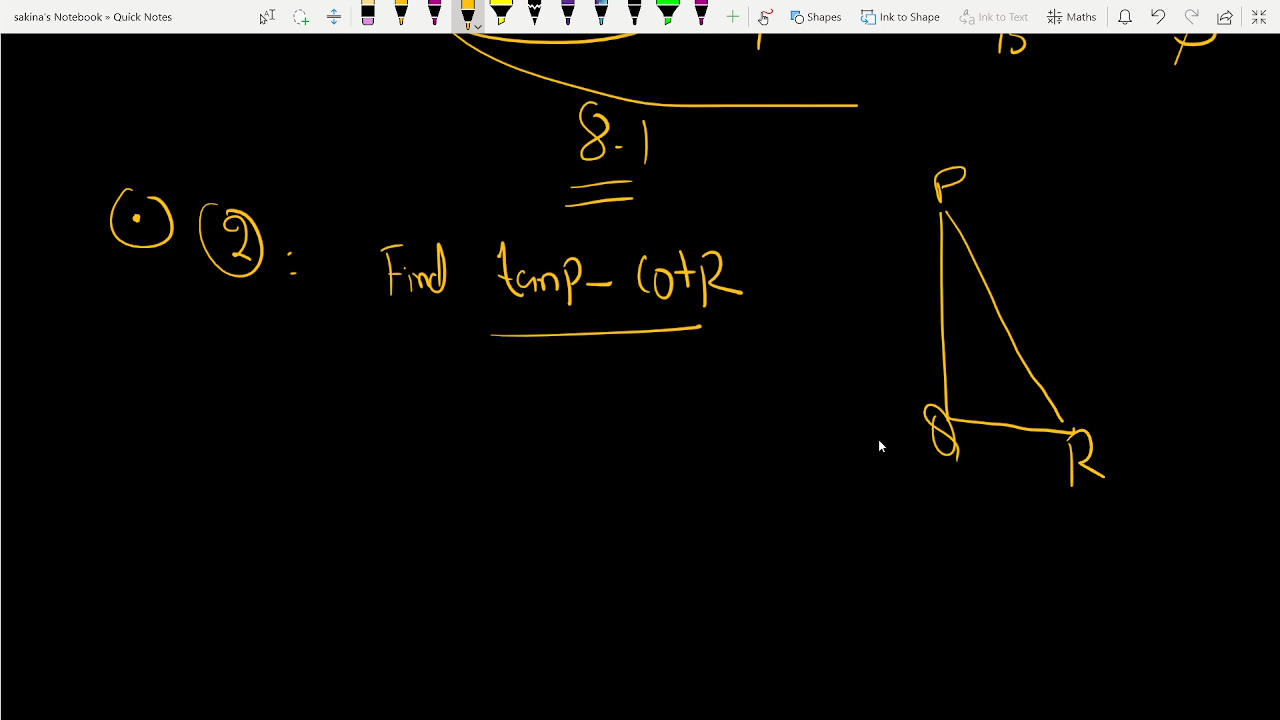 sakina's Notebook » Quick Notes
Shapes
Ink to Shape
Ink to Text
Maths
8.1
② : Find tanP - cotR
P
Q
R